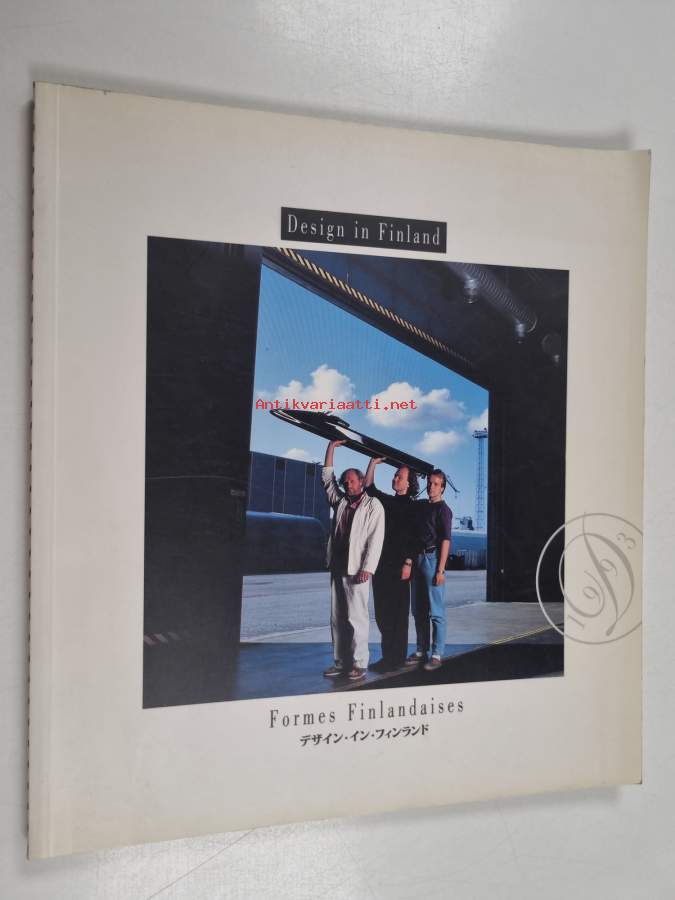 Design in Finland
Antikvariaatti.net
1993
Formes Finlandaises
デザイン・イン・フィンランド